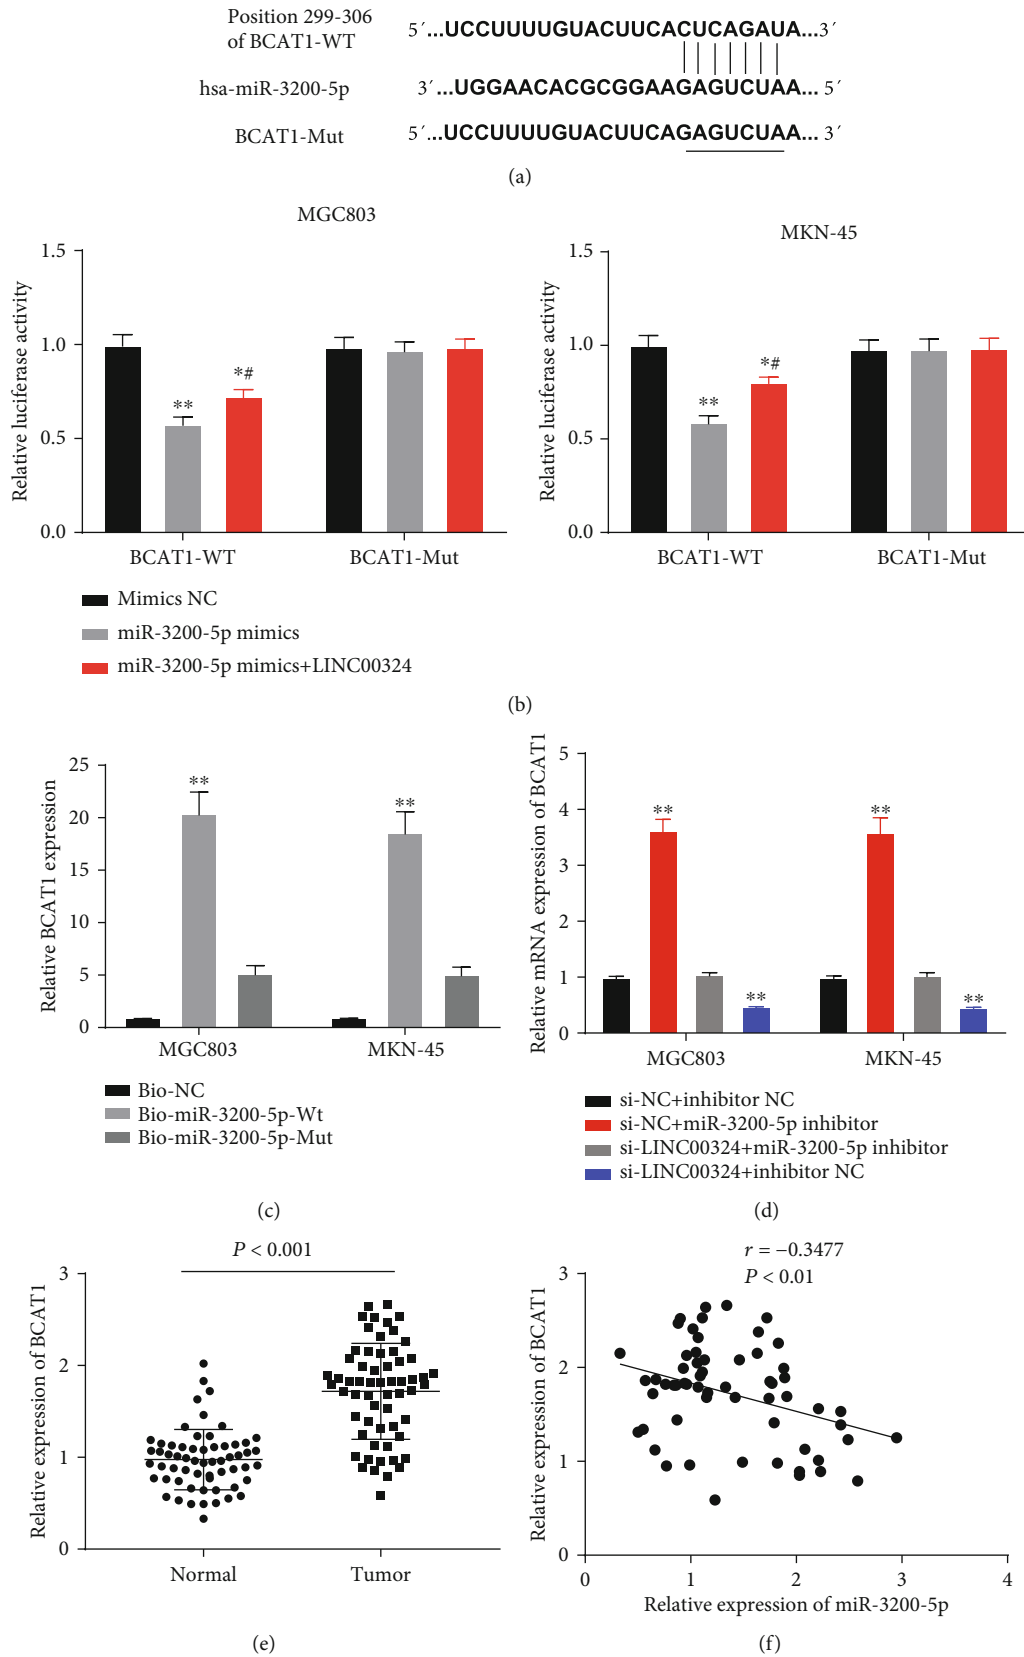 Position 299-306
of BCAT1-WT
5´...UCCUUUUGUACUUCACUCAGAUA...3´
hsa-miR-3200-5p
3´...UGGAACACGCGGAAGGAGUCUAA... 5´
BCAT1-Mut
5´...UCCUUUUGUACUUCAGAGUCUAA... 3´
(a)
MGC803
Relative luciferase activity
1.5
1.0
0.5
0.0
**
*#
BCAT1-WT
BCAT1-Mut
MKN-45
Relative luciferase activity
1.5
1.0
0.5
0.0
**
*#
BCAT1-WT
BCAT1-Mut
Mimics NC
miR-3200-5p mimics
miR-3200-5p mimics+LINC00324
(b)
Relative BCAT1 expression
25
20
15
10
5
0
**
**
MGC803
MKN-45
Bio-NC
Bio-miR-3200-5p-Wt
Bio-miR-3200-5p-Mut
(c)
Relative mRNA expression of BCAT1
5
4
3
2
1
0
**
**
**
**
MGC803
MKN-45
si-NC+inhibitor NC
si-NC+miR-3200-5p inhibitor
si-LINC00324+miR-3200-5p inhibitor
si-LINC00324+inhibitor NC
(d)
P < 0.001
Relative expression of BCAT1
3
2
1
0
Normal
Tumor
(e)
r = −0.3477
P < 0.01
Relative expression of BCAT1
3
2
1
0
0
1
2
3
4
Relative expression of miR-3200-5p
(f)